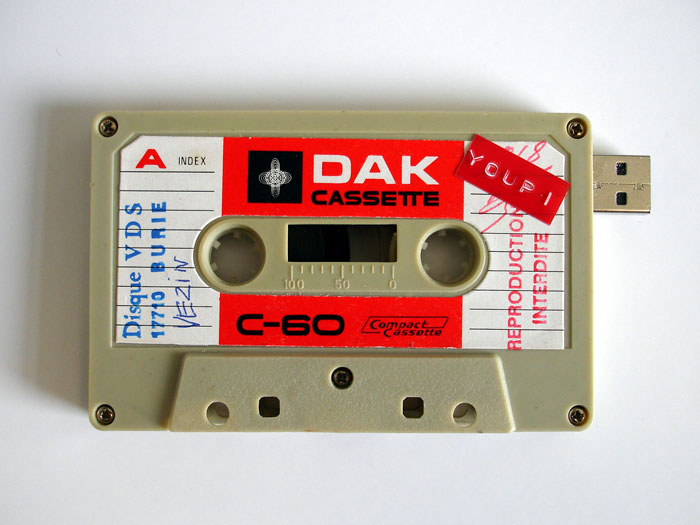 A INDEX
DAK
CASSETTE
YOUPI
Disque VDS
17710 BURIE
VEZIN
100 50 0
REPRODUCTION
INTERDITE
C-60
Compact
Cassette